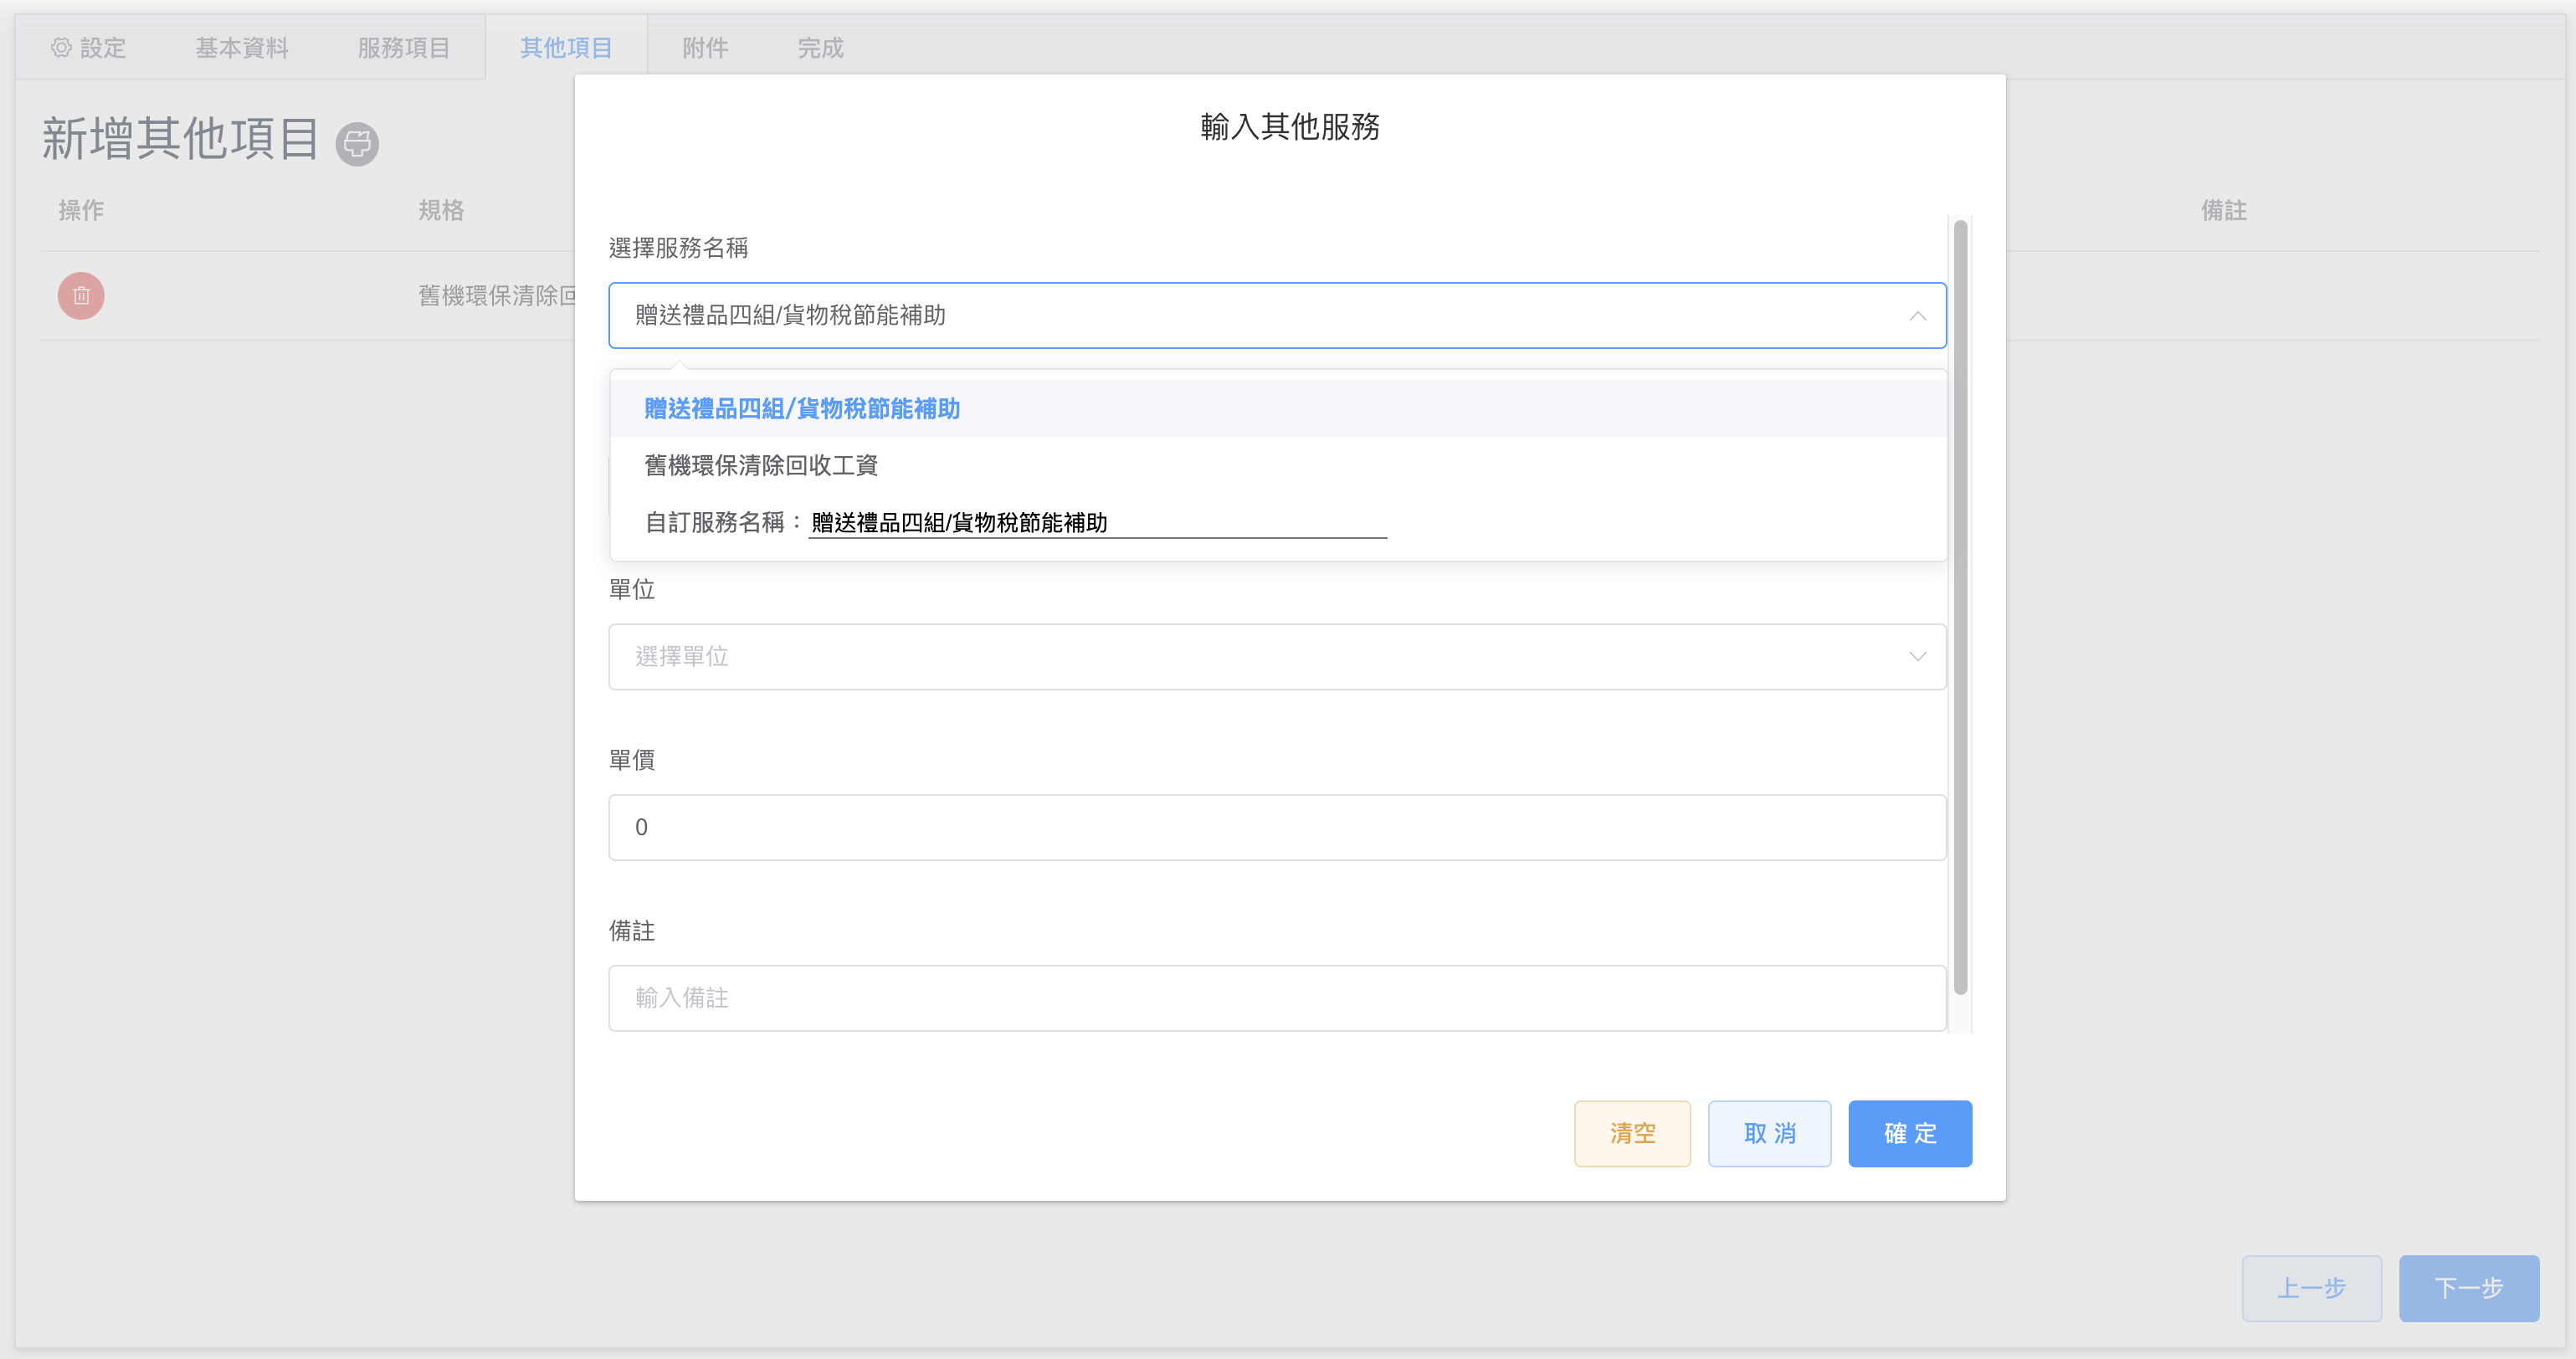 設定 基本資料 服務項目 其他項目 附件 完成
新增其他項目
操作 規格 備註
舊機環保清除回
輸入其他服務
選擇服務名稱
贈送禮品四組/貨物稅節能補助
贈送禮品四組/貨物稅節能補助
舊機環保清除回收工資
自訂服務名稱：贈送禮品四組/貨物稅節能補助
單位
選擇單位
單價
0
備註
輸入備註
清空 取消 確定
上一步 下一步